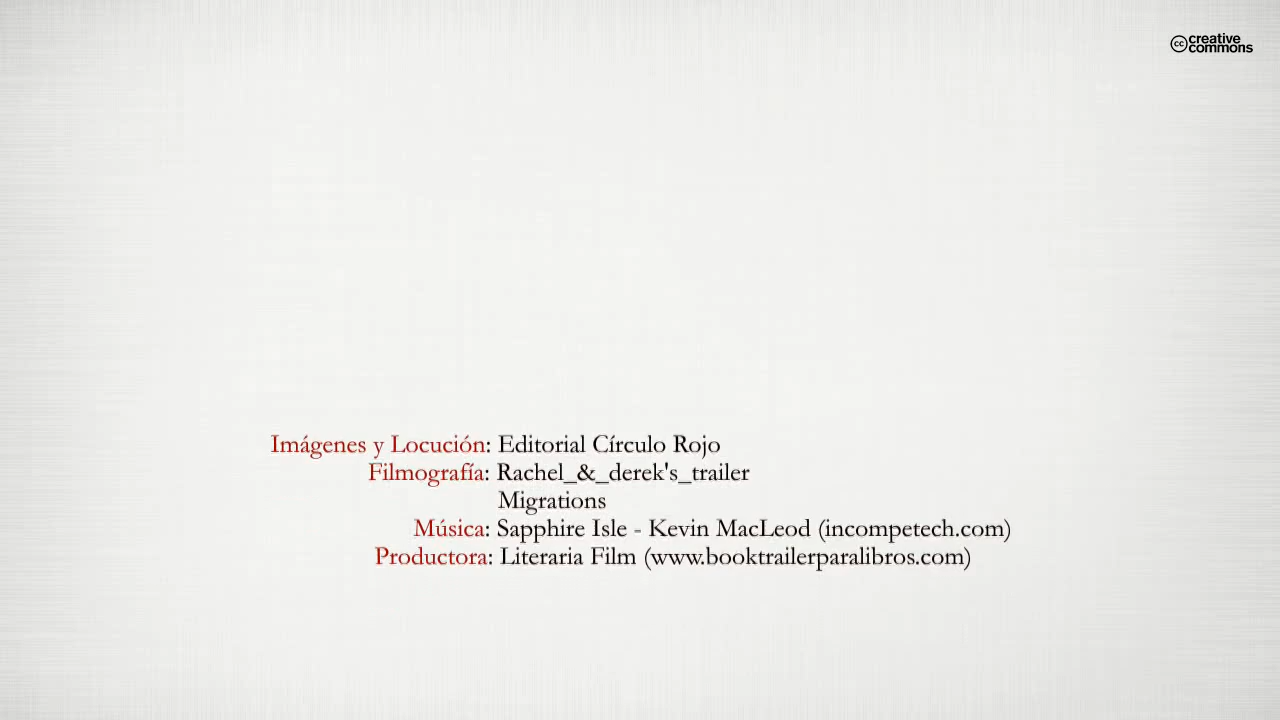 cc creative
commons
Imágenes y Locución: Editorial Círculo Rojo
Filmografía: Rachel_&_derek's_trailer
Migrations
Música: Sapphire Isle - Kevin MacLeod (incompetech.com)
Productora: Literaria Film (www.booktrailerparalibros.com)